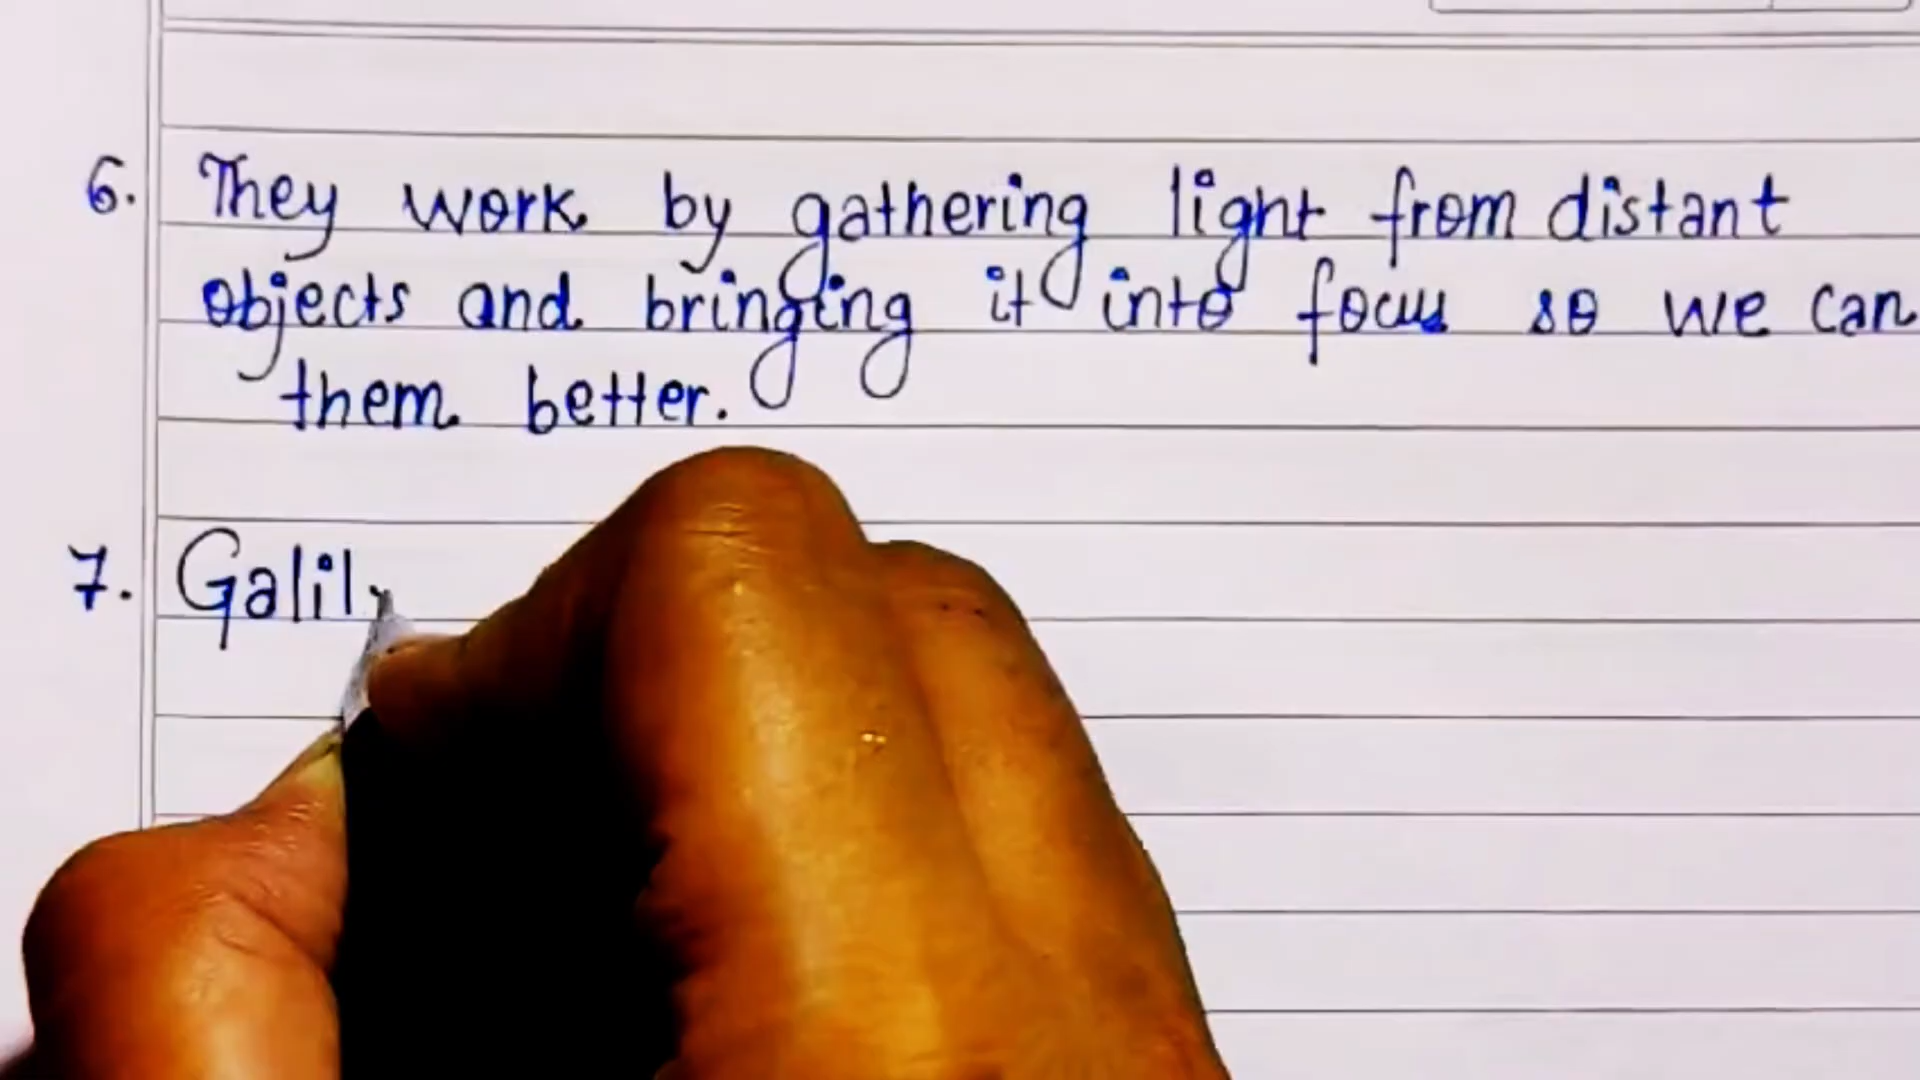 6. They work by gathering light from distant
objects and bringing it into focus so we can
them better.
7. Galil